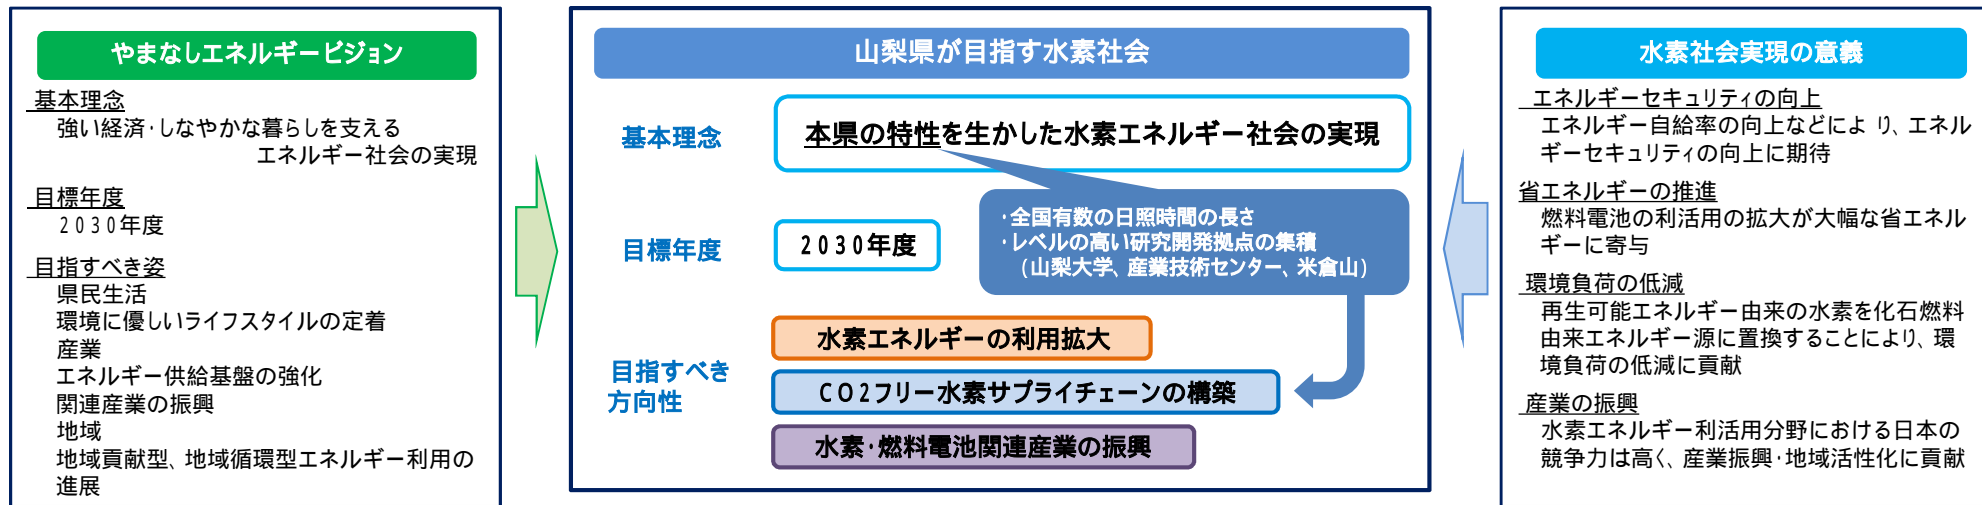 やまなしエネルギービジョン
基本理念
強い経済・しなやかな暮らしを支える
エネルギー社会の実現
目標年度
2030年度
目指すべき姿
県民生活
環境に優しいライフスタイルの定着
産業
エネルギー供給基盤の強化
関連産業の振興
地域
地域貢献型、地域循環型エネルギー利用の
進展
山梨県が目指す水素社会
基本理念
本県の特性を生かした水素エネルギー社会の実現
・全国有数の日照時間の長さ
・レベルの高い研究開発拠点の集積
(山梨大学、産業技術センター、米倉山)
目標年度
2030年度
目指すべき
方向性
水素エネルギーの利用拡大
CO2フリー水素サプライチェーンの構築
水素・燃料電池関連産業の振興
水素社会実現の意義
エネルギーセキュリティの向上
エネルギー自給率の向上などにより、エネル
ギーセキュリティの向上に期待
省エネルギーの推進
燃料電池の利活用の拡大が大幅な省エネル
ギーに寄与
環境負荷の低減
再生可能エネルギー由来の水素を化石燃料
由来エネルギー源に置換することにより、環
境負荷の低減に貢献
産業の振興
水素エネルギー利活用分野における日本の
競争力は高く、産業振興・地域活性化に貢献